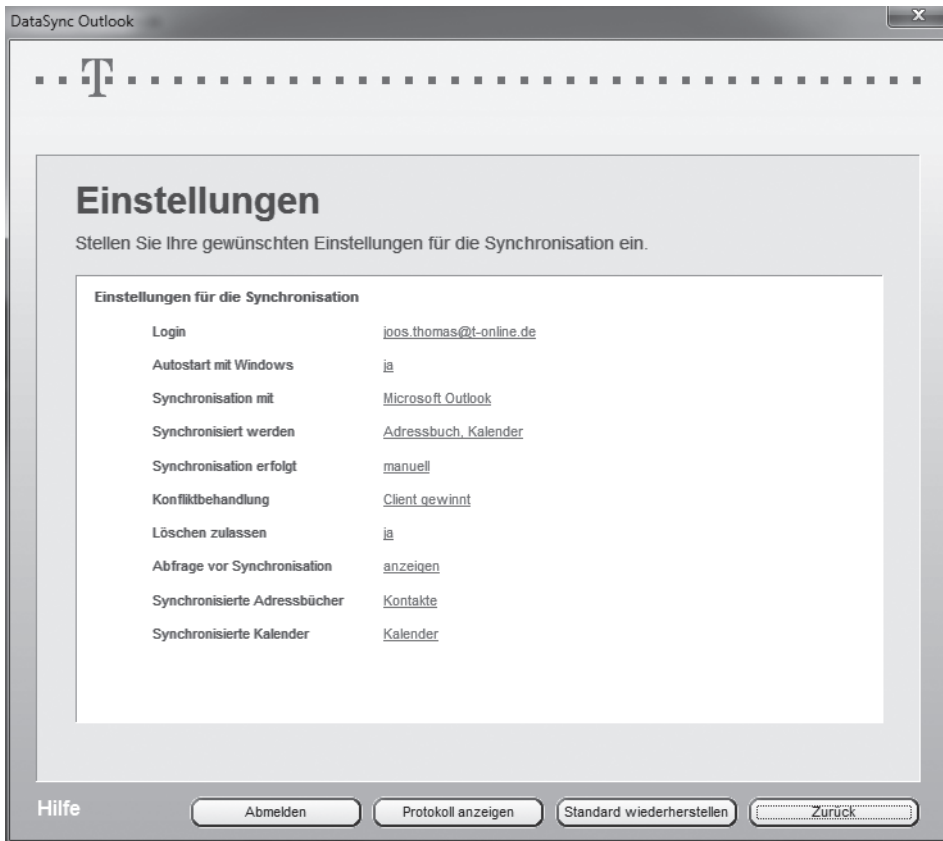 DataSync Outlook
T
Einstellungen
Stellen Sie Ihre gewünschten Einstellungen für die Synchronisation ein.
Einstellungen für die Synchronisation
Login joos.thomas@t-online.de
Autostart mit Windows ja
Synchronisation mit Microsoft Outlook
Synchronisiert werden Adressbuch, Kalender
Synchronisation erfolgt manuell
Konfliktbehandlung Client gewinnt
Löschen zulassen ja
Abfrage vor Synchronisation anzeigen
Synchronisierte Adressbücher Kontakte
Synchronisierte Kalender Kalender
Hilfe Abmelden Protokoll anzeigen Standard wiederherstellen Zurück